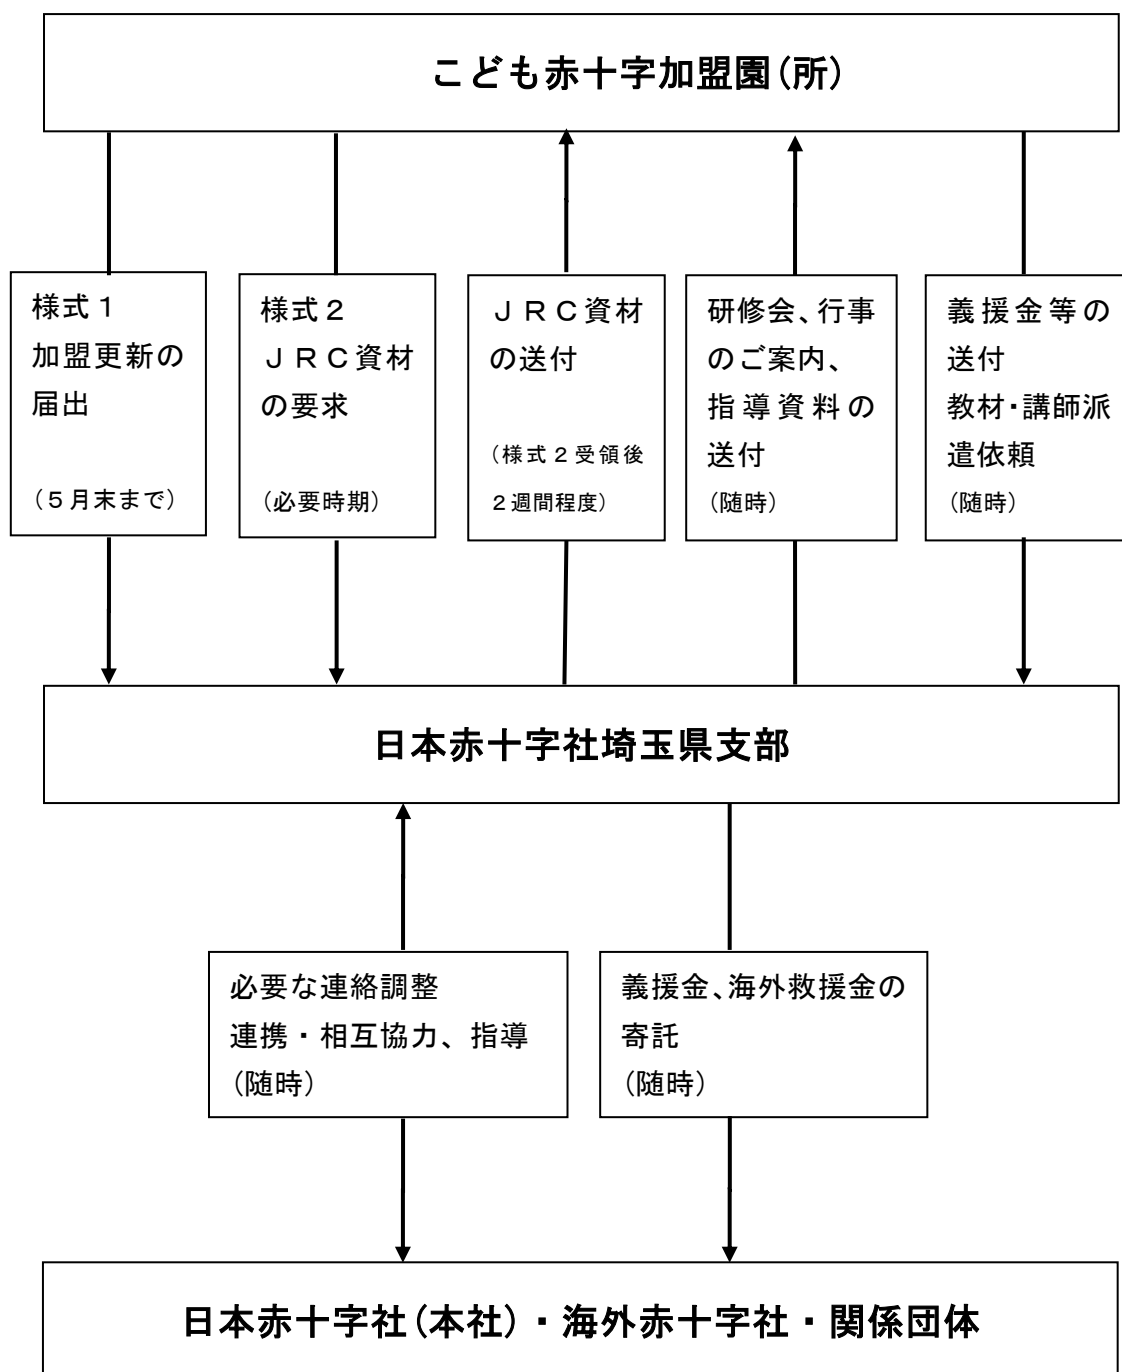 こども赤十字加盟園(所)
様式１
加盟更新の
届出
(５月末まで)
様式２
ＪＲＣ資材
の要求
(必要時期)
ＪＲＣ資材
の送付
(様式２受領後
２週間程度)
研修会、行事
のご案内、
指導資料の
送付
(随時)
義援金等の
送付
教材・講師派
遣依頼
(随時)
日本赤十字社埼玉県支部
必要な連絡調整
連携・相互協力、指導
(随時)
義援金、海外救援金の
寄託
(随時)
日本赤十字社(本社)・海外赤十字社・関係団体